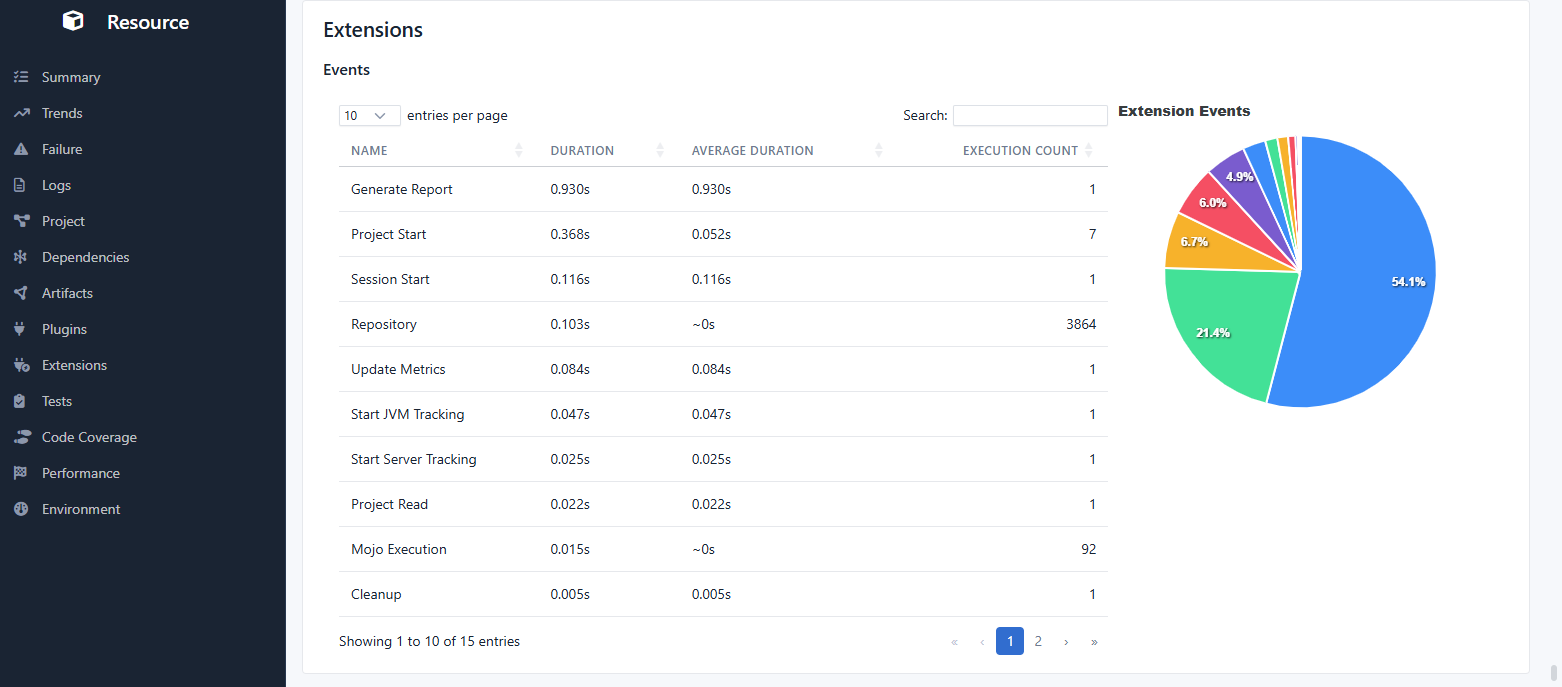 Resource
Summary
Trends
Failure
Logs
Project
Dependencies
Artifacts
Plugins
Extensions
Tests
Code Coverage
Performance
Environment
Extensions
Events
10 entries per page Search:
NAME DURATION AVERAGE DURATION EXECUTION COUNT
Generate Report 0.930s 0.930s 1
Project Start 0.368s 0.052s 7
Session Start 0.116s 0.116s 1
Repository 0.103s ~0s 3864
Update Metrics 0.084s 0.084s 1
Start JVM Tracking 0.047s 0.047s 1
Start Server Tracking 0.025s 0.025s 1
Project Read 0.022s 0.022s 1
Mojo Execution 0.015s ~0s 92
Cleanup 0.005s 0.005s 1
Showing 1 to 10 of 15 entries « ‹ 1 2 › »
Extension Events
4.9%
6.0%
6.7%
54.1%
21.4%